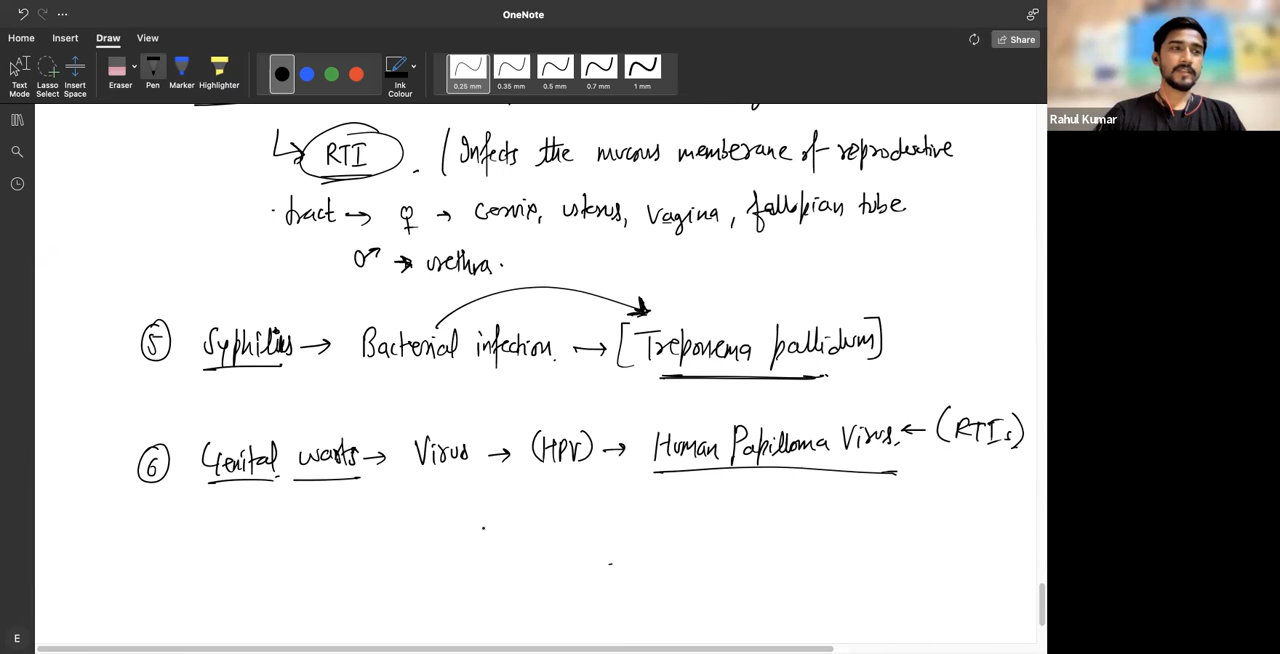 OneNote
Home Insert Draw View
Share
Text Mode Lasso Select Insert Space Eraser Pen Marker Highlighter Ink Colour 0.25 mm 0.35 mm 0.5 mm 0.7 mm 1 mm
Rahul Kumar
↳ RTI . (Infects the mucous memberane of reproductive
tract → ♀ → Cervix, uterus, Vagina, fallopian tube
♂ → urethra.
⑤ Syphilis → Bacterial infection. → [Treponema pallidum]
⑥ Genital warts → Virus → (HPV) → Human Papilloma Virus. ← (RTIs)
E